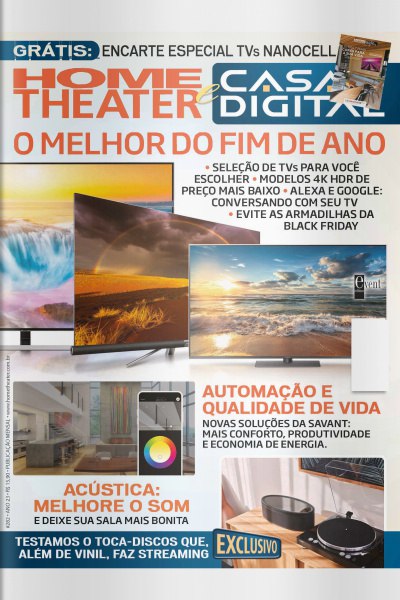 GRÁTIS: ENCARTE ESPECIAL TVs NANOCELL
HOME THEATER e CASA DIGITAL
O MELHOR DO FIM DE ANO
• SELEÇÃO DE TVs PARA VOCÊ
ESCOLHER • MODELOS 4K HDR DE
PREÇO MAIS BAIXO • ALEXA E GOOGLE:
CONVERSANDO COM SEU TV
• EVITE AS ARMADILHAS DA
BLACK FRIDAY
event
AUTOMAÇÃO E
QUALIDADE DE VIDA
NOVAS SOLUÇÕES DA SAVANT:
MAIS CONFORTO, PRODUTIVIDADE
E ECONOMIA DE ENERGIA.
ACÚSTICA:
MELHORE O SOM
E DEIXE SUA SALA MAIS BONITA
TESTAMOS O TOCA-DISCOS QUE,
ALÉM DE VINIL, FAZ STREAMING
EXCLUSIVO